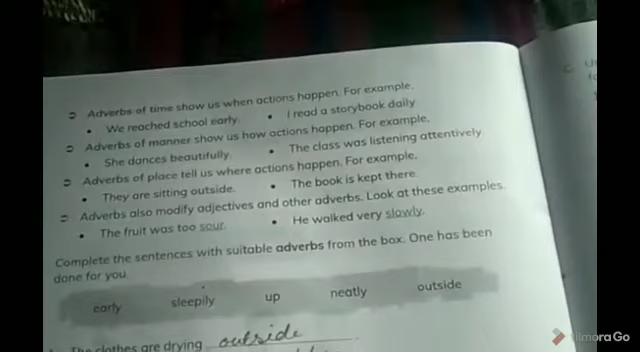 Adverbs of time show us when actions happen. For example,
• We reached school early. • I read a storybook daily
Adverbs of manner show us how actions happen. For example,
• She dances beautifully. • The class was listening attentively
Adverbs of place tell us where actions happen. For example,
• They are sitting outside. • The book is kept there.
Adverbs also modify adjectives and other adverbs. Look at these examples.
• The fruit was too sour. • He walked very slowly.
Complete the sentences with suitable adverbs from the box. One has been
done for you.
early sleepily up neatly outside
The clothes are drying outside
C.
filmoraGo